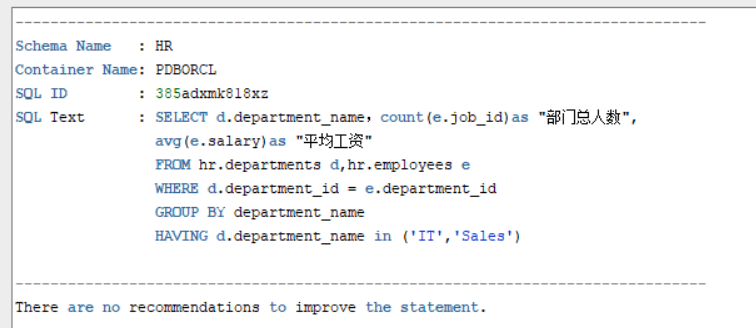 -------------------------------------------------------------------------------
Schema Name   : HR
Container Name: PDBORCL
SQL ID        : 385adxmk818xz
SQL Text      : SELECT d.department_name，count(e.job_id)as "部门总人数",
                avg(e.salary)as "平均工资"
                FROM hr.departments d,hr.employees e
                WHERE d.department_id = e.department_id
                GROUP BY department_name
                HAVING d.department_name in ('IT','Sales')
-------------------------------------------------------------------------------
There are no recommendations to improve the statement.